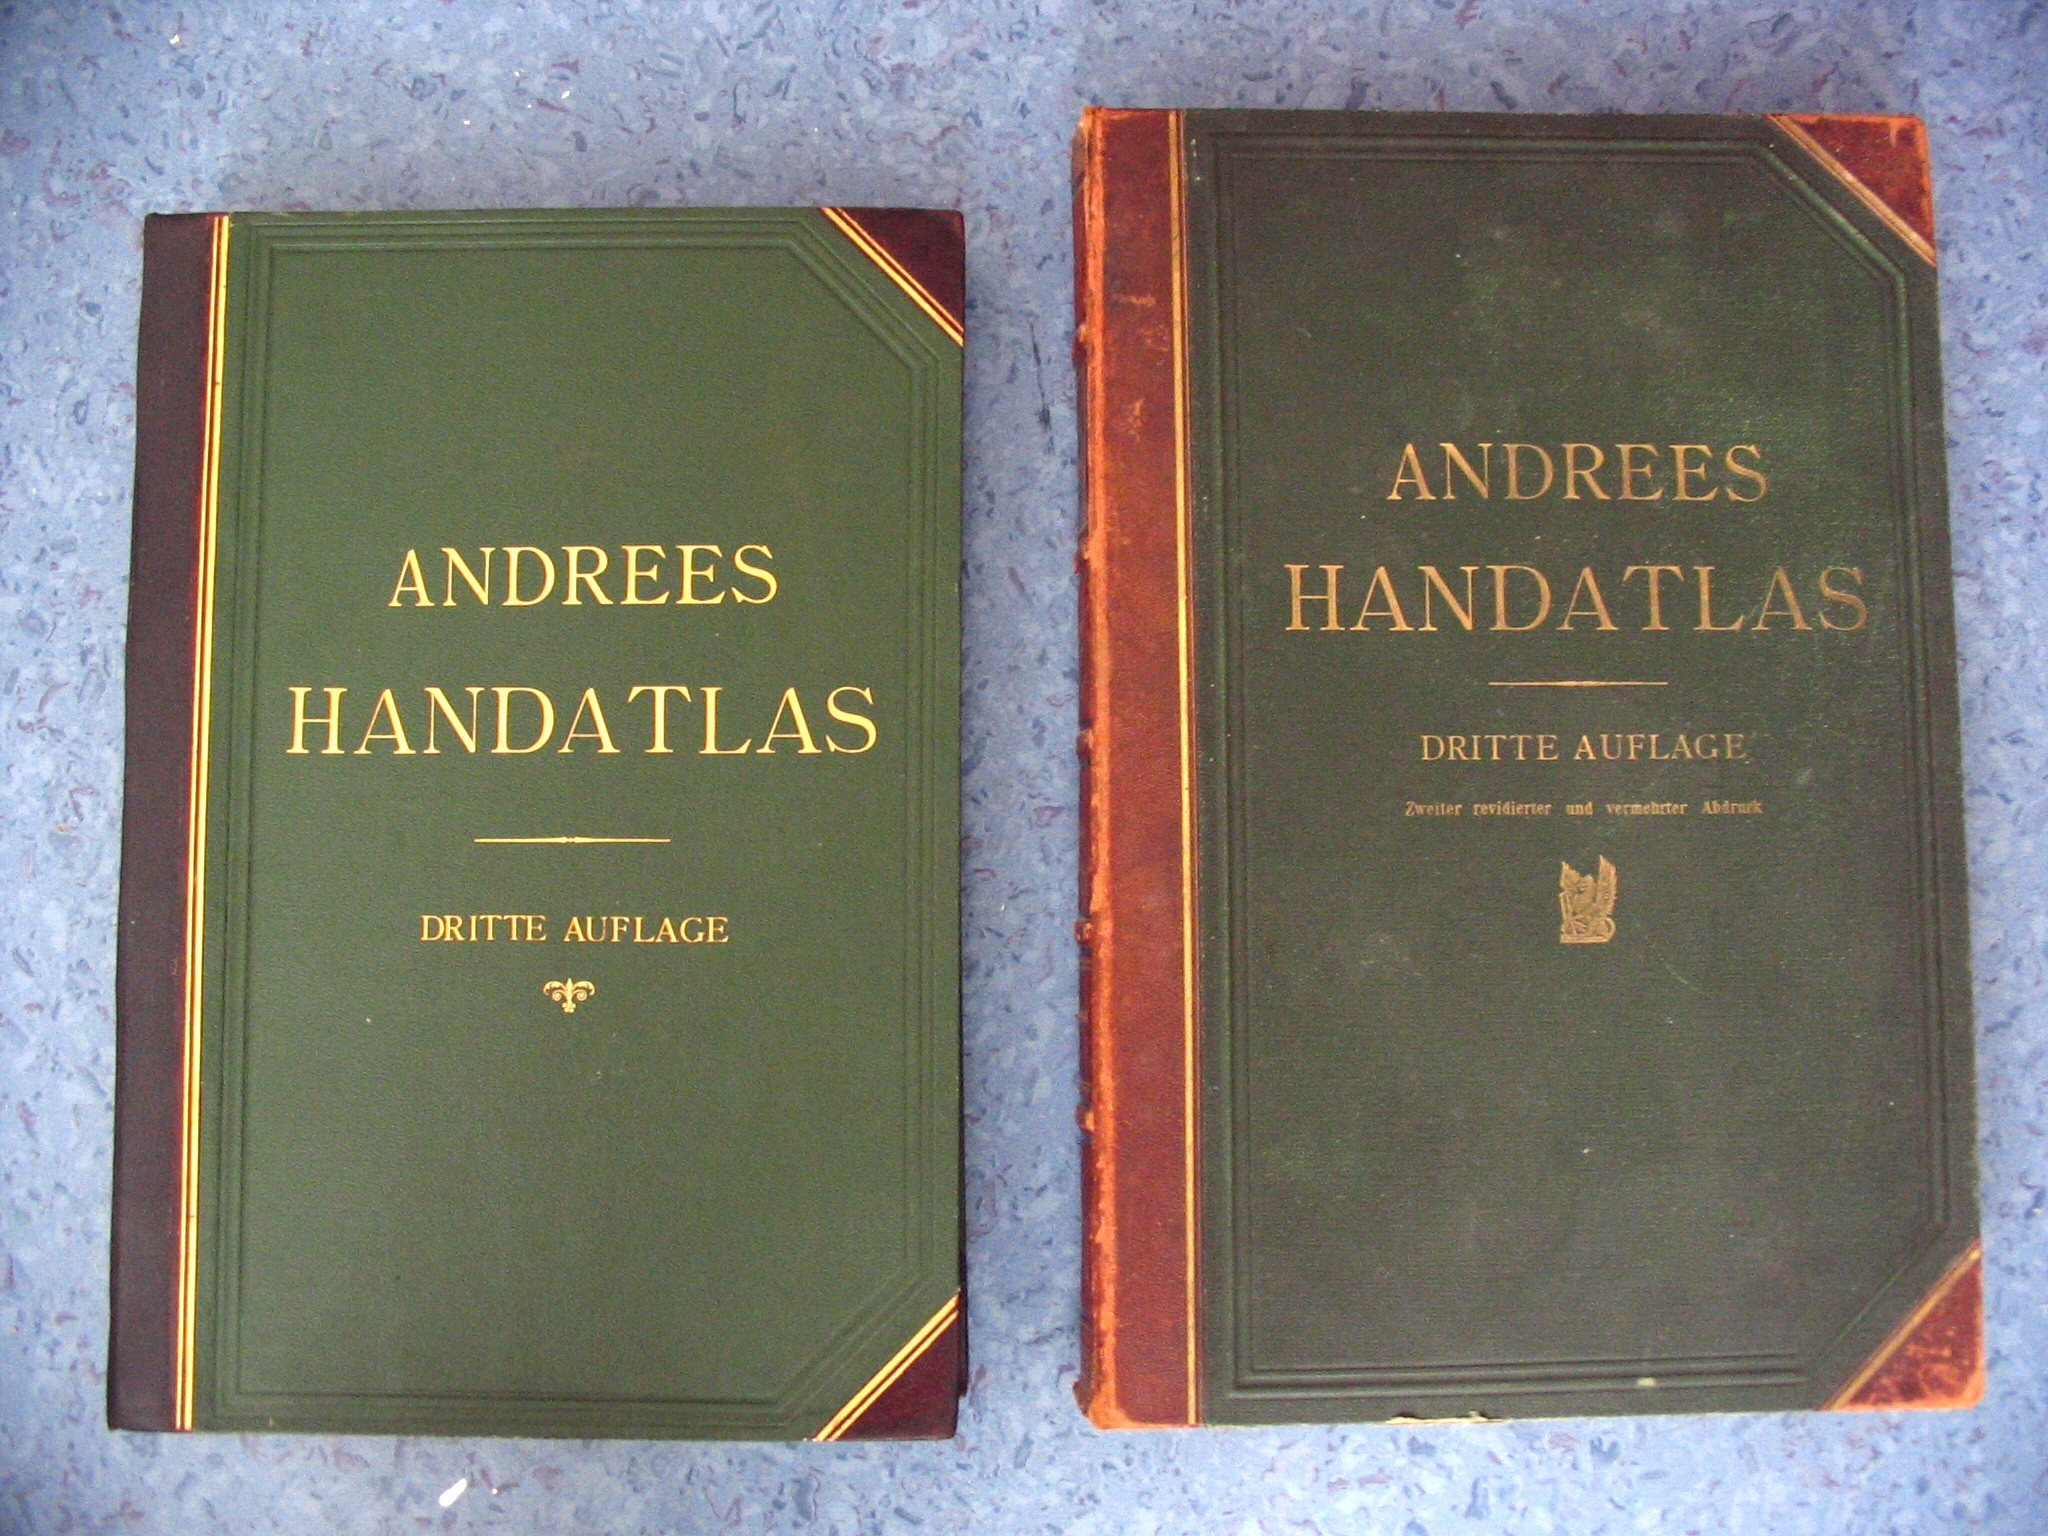 ANDREES
HANDATLAS
DRITTE AUFLAGE
ANDREES
HANDATLAS
DRITTE AUFLAGE
Zweiter revidierter und vermehrter Abdruck